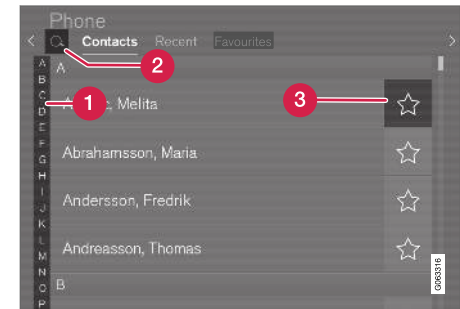 Phone
Contacts Recent Favourites
2
A
A
B
C
D
E
F
G
H
I
J
K
L
M
N
O
P
1
Melita
3
Abrahamsson, Maria
Andersson, Fredrik
Andreasson, Thomas
B
G063316